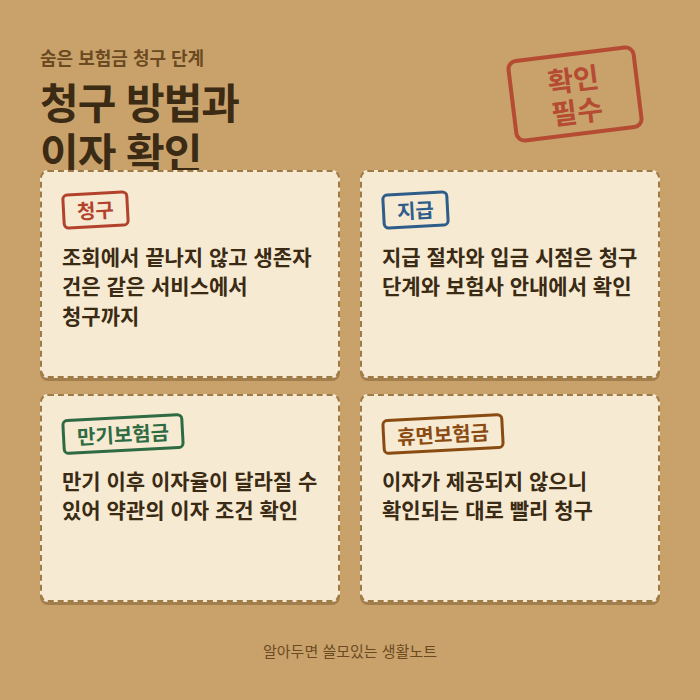 숨은 보험금 청구 단계
청구 방법과
이자 확인
확인
필수
청구
조회에서 끝나지 않고 생존자
건은 같은 서비스에서
청구까지
지급
지급 절차와 입금 시점은 청구
단계와 보험사 안내에서 확인
만기보험금
만기 이후 이자율이 달라질 수
있어 약관의 이자 조건 확인
휴면보험금
이자가 제공되지 않으니
확인되는 대로 빨리 청구
알아두면 쓸모있는 생활노트